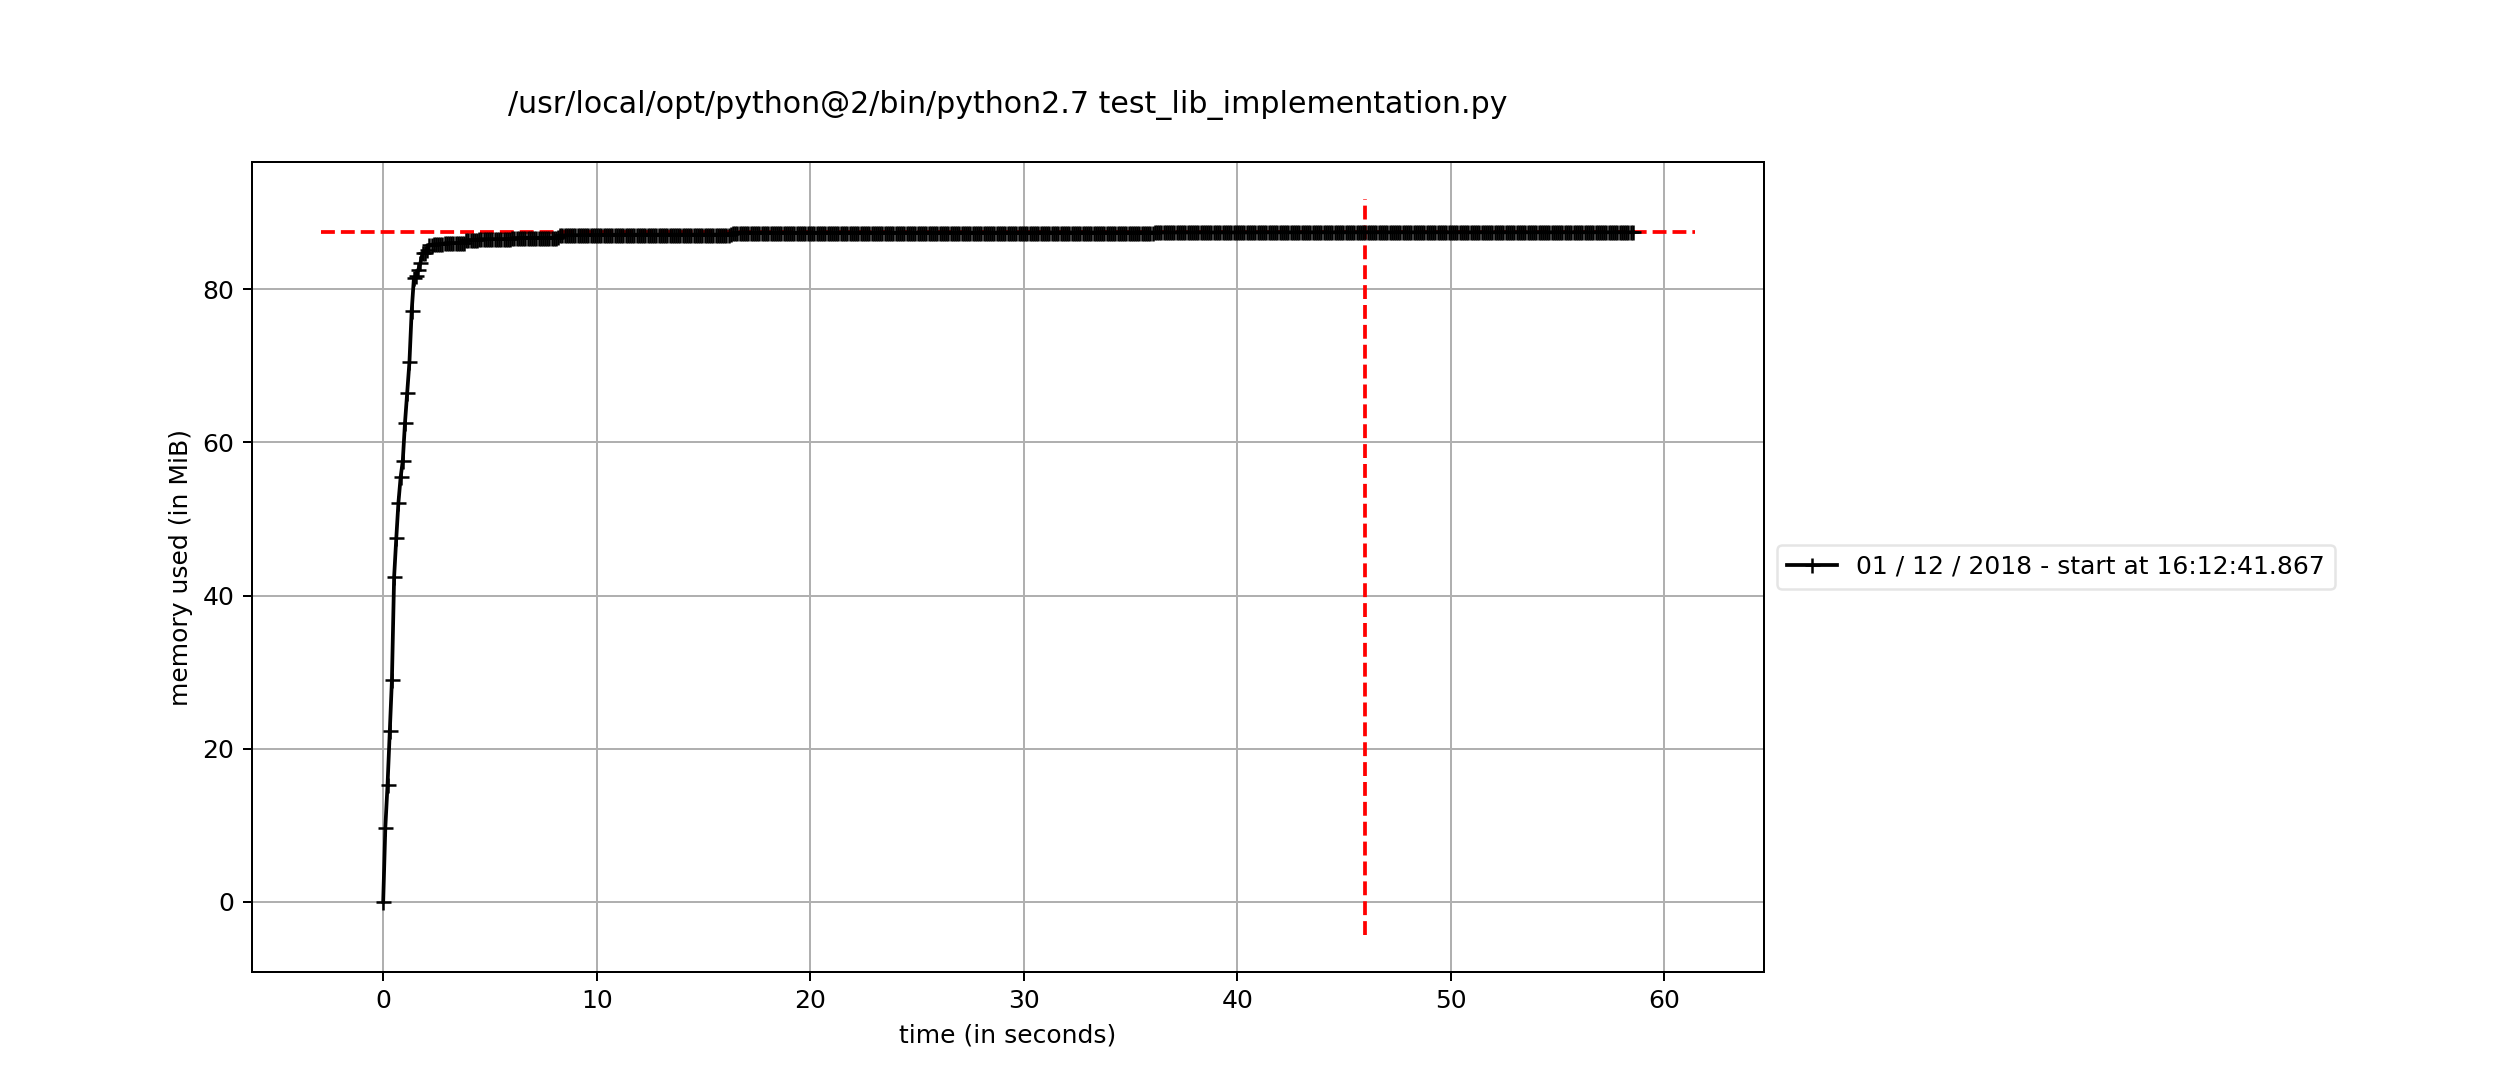 /usr/local/opt/python@2/bin/python2.7 test_lib_implementation.py
memory used (in MiB)
80
60
40
20
0
0 10 20 30 40 50 60
time (in seconds)
01 / 12 / 2018 - start at 16:12:41.867